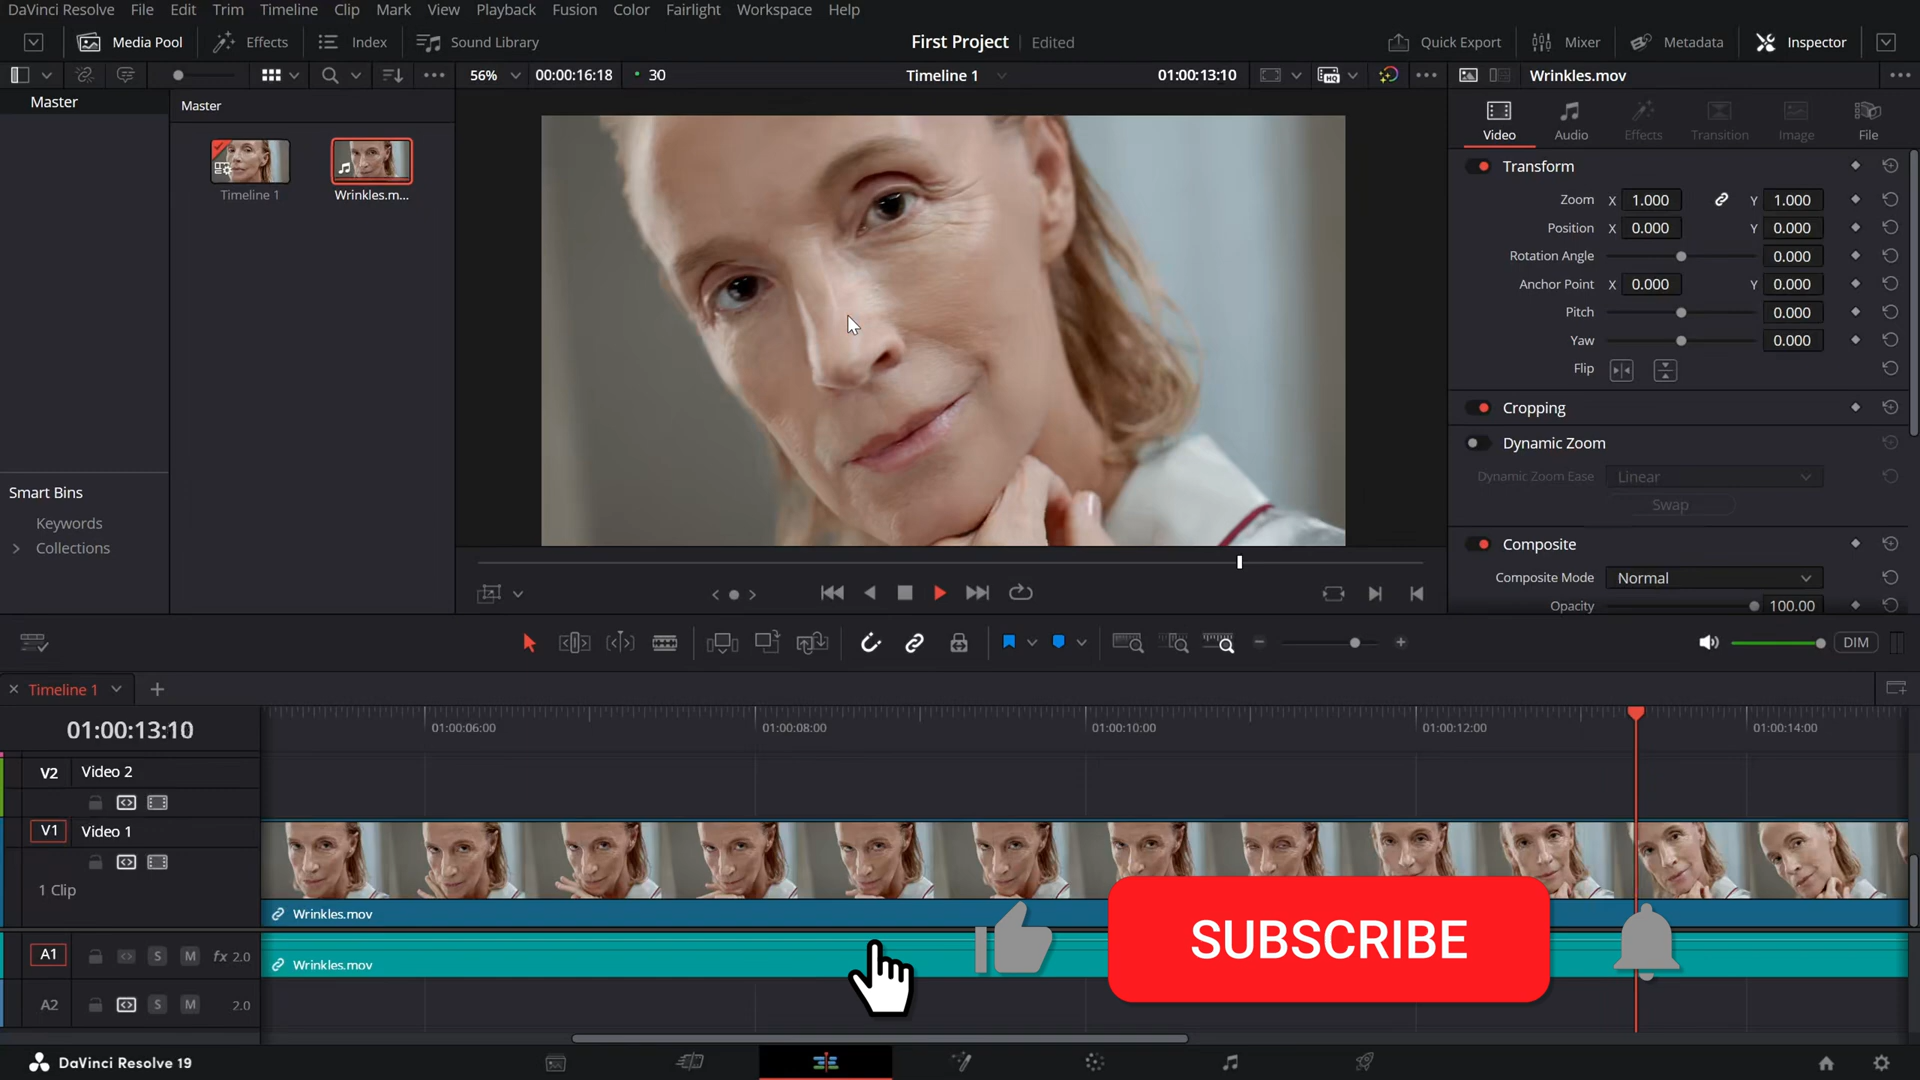 DaVinci Resolve File Edit Trim Timeline Clip Mark View Playback Fusion Color Fairlight Workspace Help
Media Pool Effects Index Sound Library First Project Edited Quick Export Mixer Metadata Inspector
56% 00:00:16:18 30 Timeline 1 01:00:13:10 HQ Wrinkles.mov
Master
Master
Timeline 1
Wrinkles.m...
Smart Bins
Keywords
Collections
Video Audio Effects Transition Image File
Transform
Zoom X 1.000 Y 1.000
Position X 0.000 Y 0.000
Rotation Angle 0.000
Anchor Point X 0.000 Y 0.000
Pitch 0.000
Yaw 0.000
Flip
Cropping
Dynamic Zoom
Dynamic Zoom Ease Linear
Swap
Composite
Composite Mode Normal
Opacity 100.00
DIM
Timeline 1
01:00:13:10
01:00:06:00 01:00:08:00 01:00:10:00 01:00:12:00 01:00:14:00
V2 Video 2
V1 Video 1
1 Clip
Wrinkles.mov
A1 S M fx 2.0
Wrinkles.mov
A2 S M 2.0
SUBSCRIBE
DaVinci Resolve 19